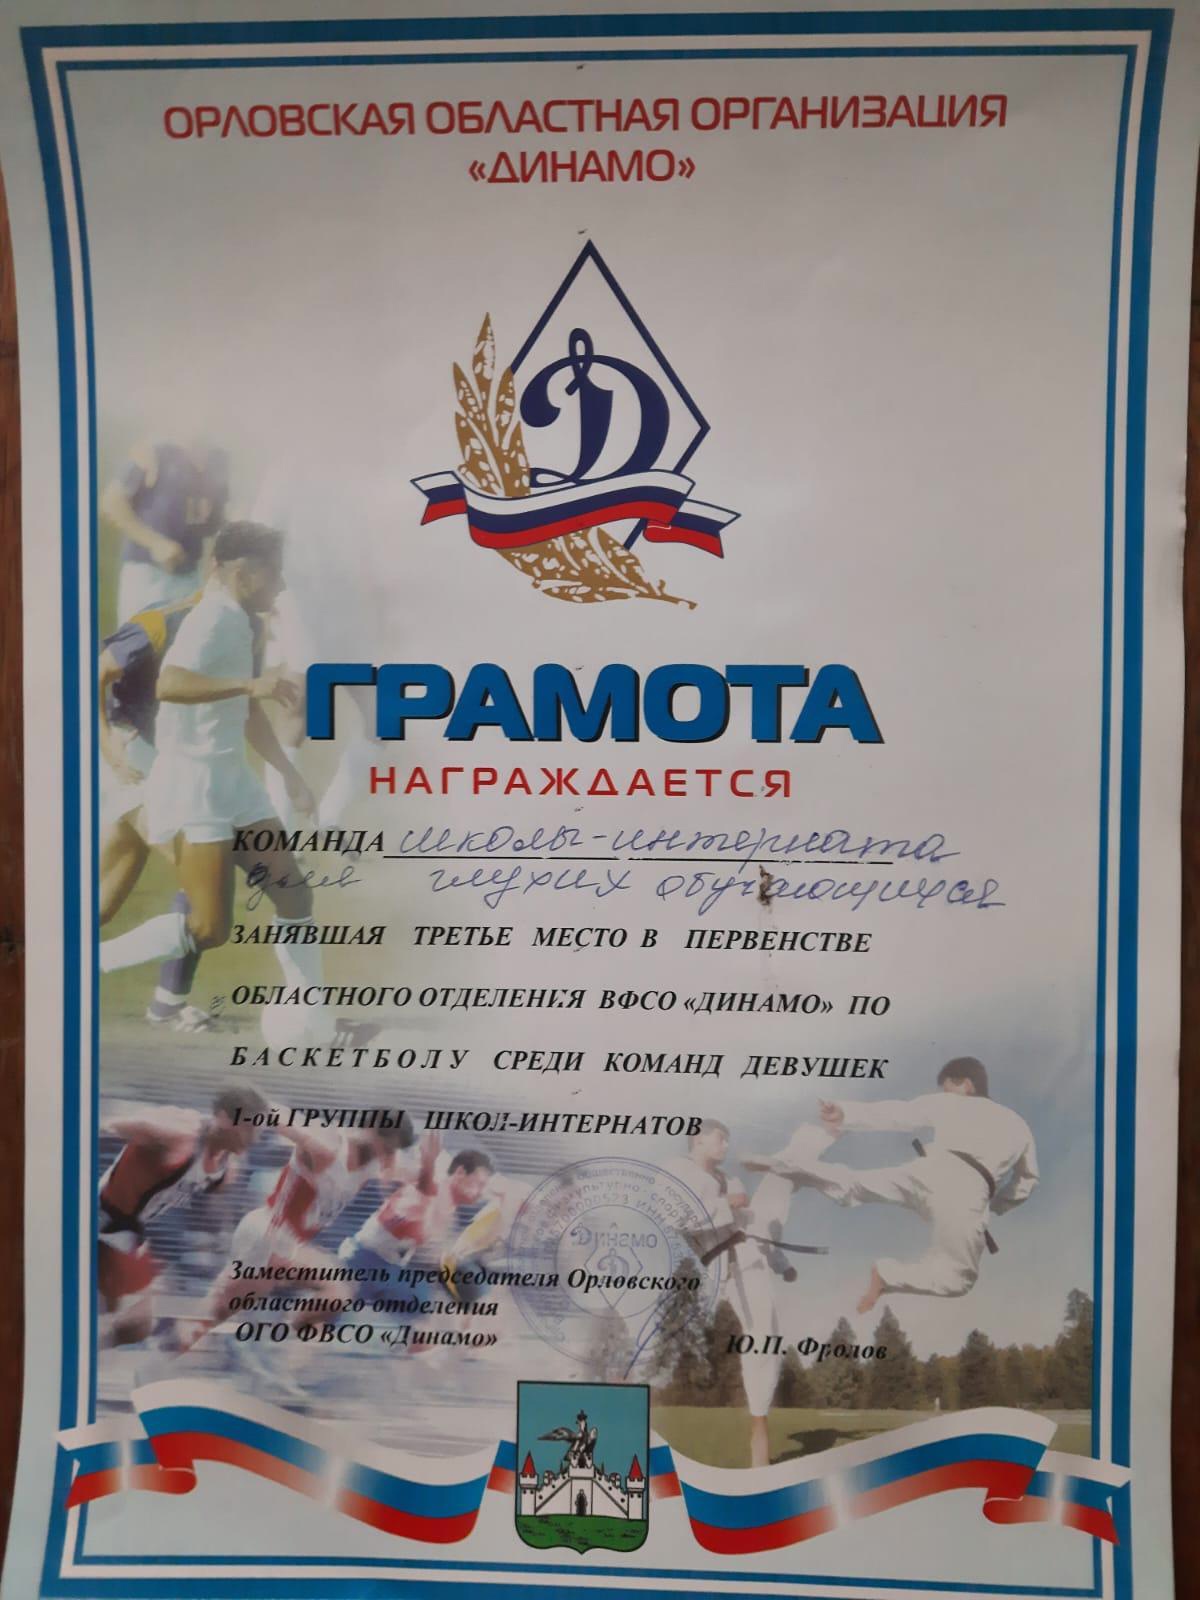 ОРЛОВСКАЯ ОБЛАСТНАЯ ОРГАНИЗАЦИЯ
«ДИНАМО»
Д
ГРАМОТА
НАГРАЖДАЕТСЯ
КОМАНДА школы-интерната
для глухих обучающихся
ЗАНЯВШАЯ ТРЕТЬЕ МЕСТО В ПЕРВЕНСТВЕ
ОБЛАСТНОГО ОТДЕЛЕНИЯ ВФСО «ДИНАМО» ПО
БАСКЕТБОЛУ СРЕДИ КОМАНД ДЕВУШЕК
1-ой ГРУППЫ ШКОЛ-ИНТЕРНАТОВ
ДИНАМО
Заместитель председателя Орловского
областного отделения
ОГО ФВСО «Динамо»
Ю.П. Фролов